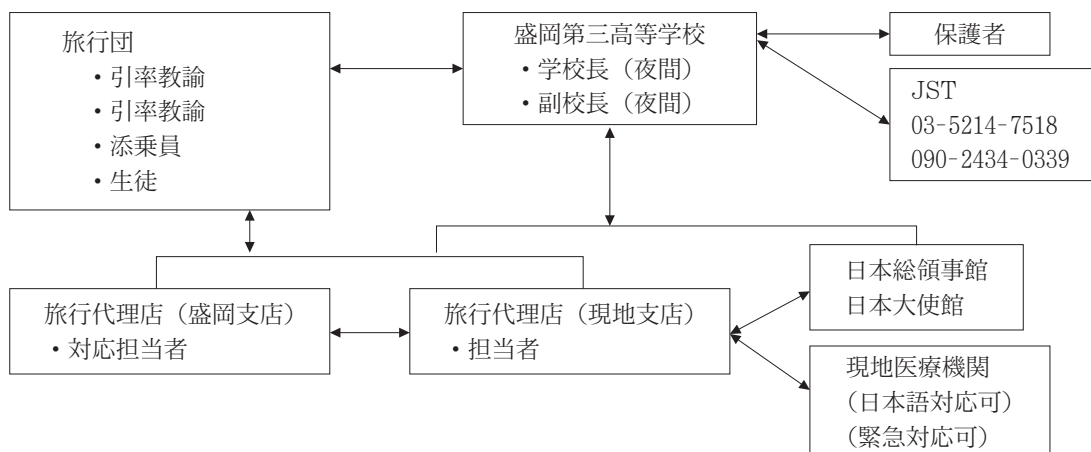 旅行団
・引率教諭
・引率教諭
・添乗員
・生徒
盛岡第三高等学校
・学校長（夜間）
・副校長（夜間）
保護者
JST
03-5214-7518
090-2434-0339
旅行代理店（盛岡支店）
・対応担当者
旅行代理店（現地支店）
・担当者
日本総領事館
日本大使館
現地医療機関
（日本語対応可）
（緊急対応可）